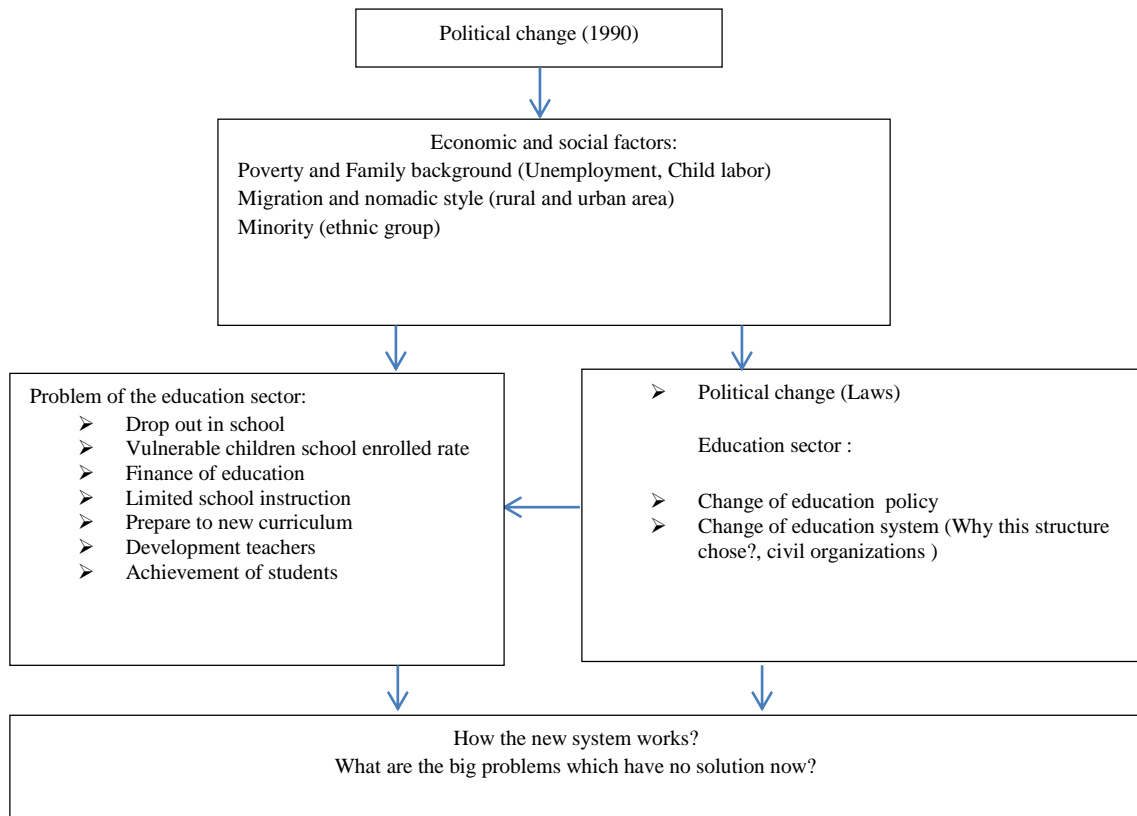 Political change (1990)
Economic and social factors:
Poverty and Family background (Unemployment, Child labor)
Migration and nomadic style (rural and urban area)
Minority (ethnic group)
Problem of the education sector:
➢ Drop out in school
➢ Vulnerable children school enrolled rate
➢ Finance of education
➢ Limited school instruction
➢ Prepare to new curriculum
➢ Development teachers
➢ Achievement of students
➢ Political change (Laws)
Education sector :
➢ Change of education policy
➢ Change of education system (Why this structure
chose?, civil organizations )
How the new system works?
What are the big problems which have no solution now?